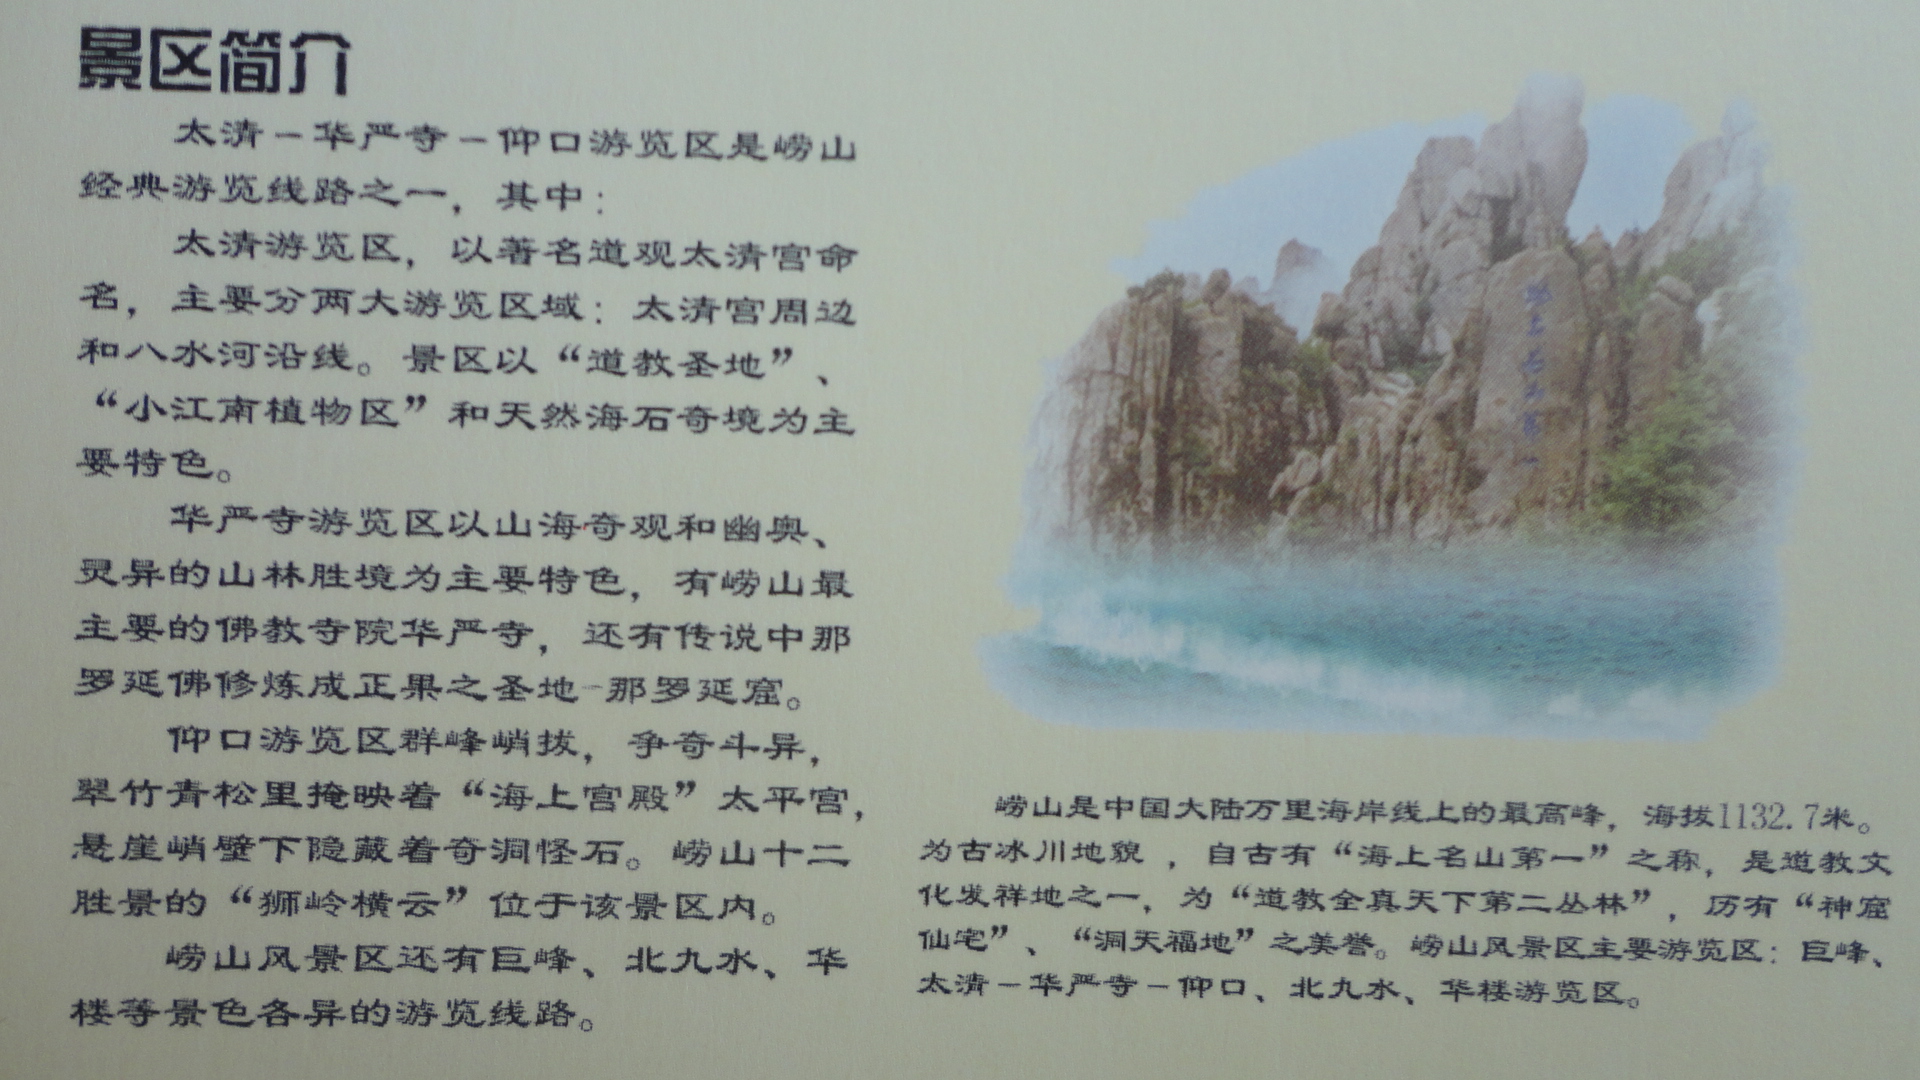 景区简介
太清－华严寺－仰口游览区是崂山
经典游览线路之一，其中：
太清游览区，以著名道观太清宫命
名，主要分两大游览区域：太清宫周边
和八水河沿线。景区以“道教圣地”、
“小江南植物区”和天然海石奇境为主
要特色。
华严寺游览区以山海奇观和幽奥、
灵异的山林胜境为主要特色，有崂山最
主要的佛教寺院华严寺，还有传说中那
罗延佛修炼成正果之圣地-那罗延窟。
仰口游览区群峰峭拔，争奇斗异，
翠竹青松里掩映着“海上宫殿”太平宫，
悬崖峭壁下隐藏着奇洞怪石。崂山十二
胜景的“狮岭横云”位于该景区内。
崂山风景区还有巨峰、北九水、华
楼等景色各异的游览线路。
海上名山第一
崂山是中国大陆万里海岸线上的最高峰，海拔1132.7米。
为古冰川地貌，自古有“海上名山第一”之称，是道教文
化发祥地之一，为“道教全真天下第二丛林”，历有“神窟
仙宅”、“洞天福地”之美誉。崂山风景区主要游览区：巨峰、
太清－华严寺－仰口、北九水、华楼游览区。